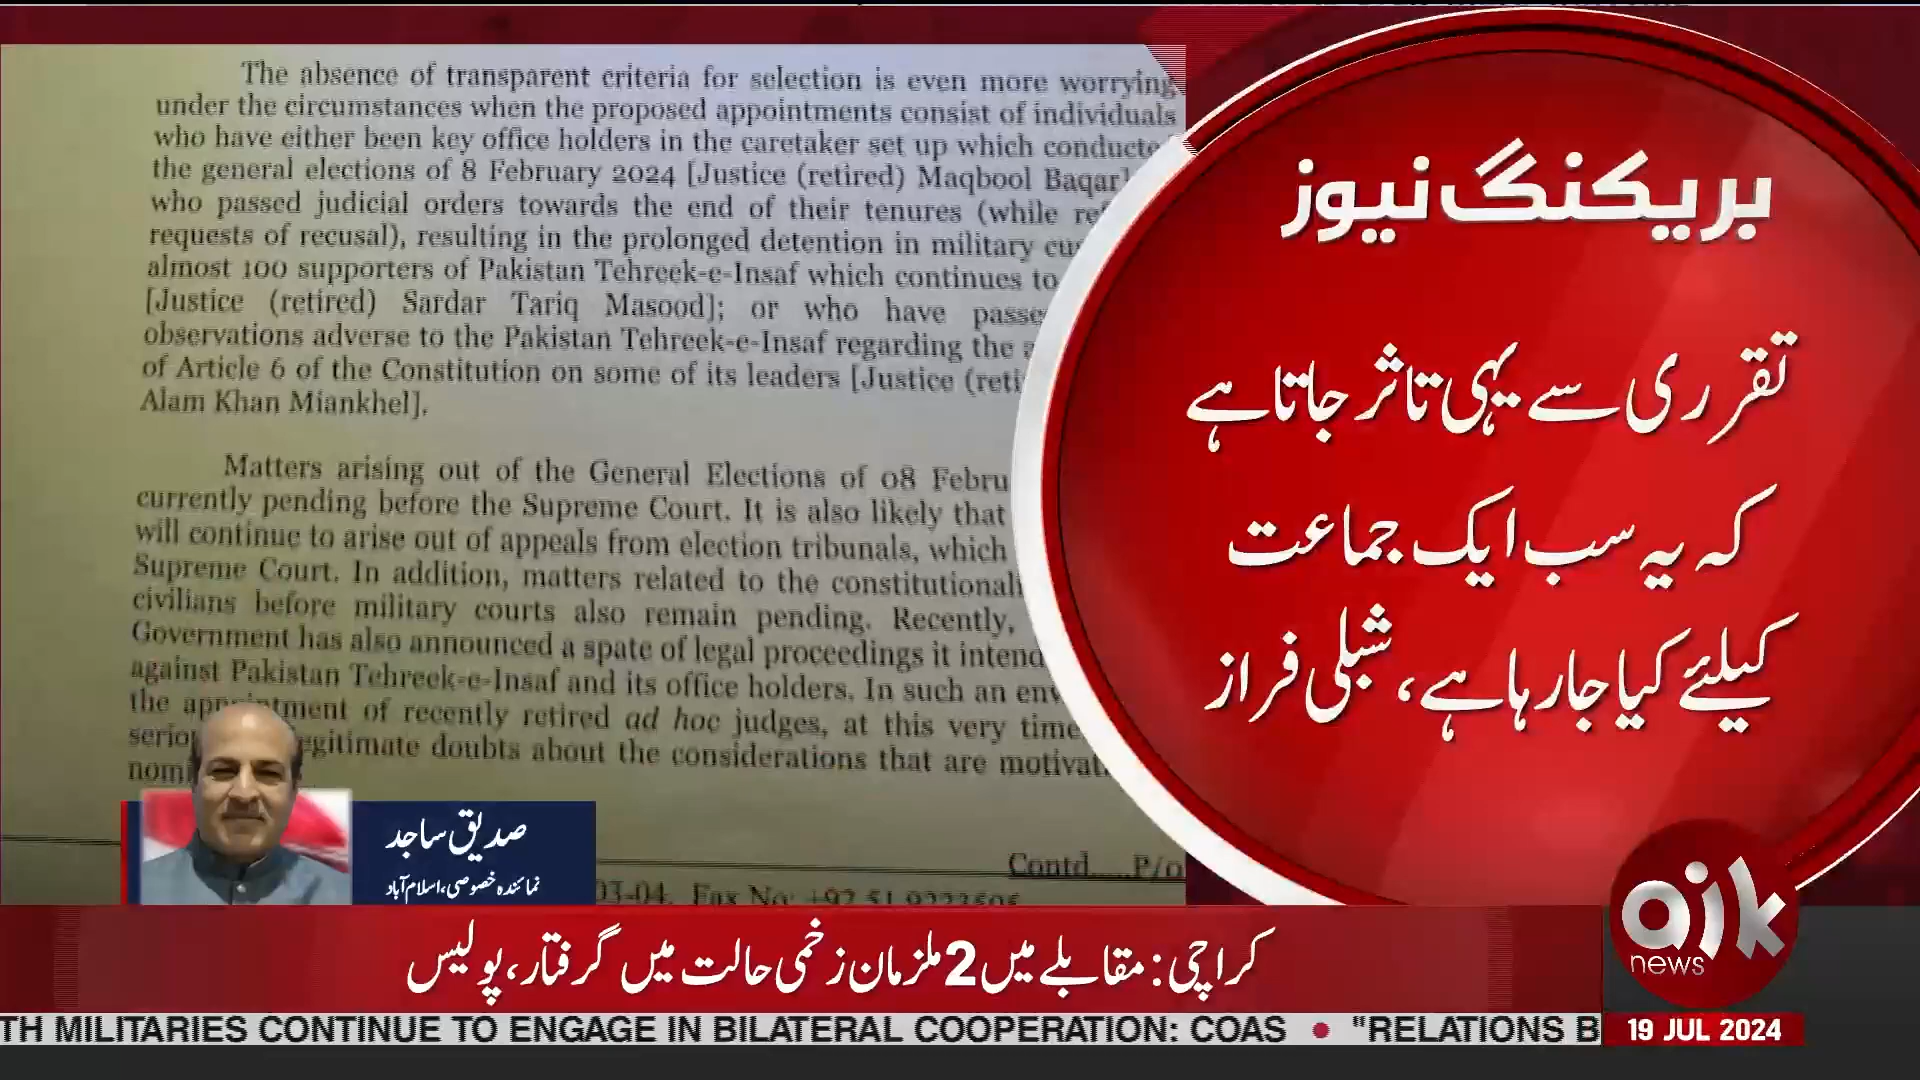 The absence of transparent criteria for selection is even more worrying
under the circumstances when the proposed appointments consist of individuals
who have either been key office holders in the caretaker set up which
the general elections of 8 February 2024 [Justice (retired) Maqbool Baqar]
who passed judicial orders towards the end of their tenures (while
requests of recusal), resulting in the prolonged detention in military
almost 100 supporters of Pakistan Tehreek-e-Insaf which continues to
[Justice (retired) Sardar Tariq Masood]; or who have
observations adverse to the Pakistan Tehreek-e-Insaf regarding the
of Article 6 of the Constitution on some of its leaders [Justice
Alam Khan Miankhel].
Matters arising out of the General Elections of 08
currently pending before the Supreme Court. It is also likely that
will continue to arise out of appeals from election tribunals, which
Supreme Court. In addition, matters related to the
civilians before military courts also remain pending. Recently,
Government has also announced a spate of legal proceedings it
against Pakistan Tehreek-e-Insaf and its office holders. In such an
the of recently retired ad hoc judges, at this very time
doubts about the considerations that are
Contd.....P/o
03-04, Fax No: +92 51
بریکنگ نیوز
تقرری سے یہی تاثر جاتا ہے
کہ یہ سب ایک جماعت
کیلئے کیا جارہا ہے، شبلی فراز
صدیق ساجد
نمائندہ خصوصی، اسلام آباد
کراچی: مقابلے میں 2 ملزمان زخمی حالت میں گرفتار، پولیس
aik
news
TH MILITARIES CONTINUE TO ENGAGE IN BILATERAL COOPERATION: COAS • "RELATIONS B
19 JUL 2024